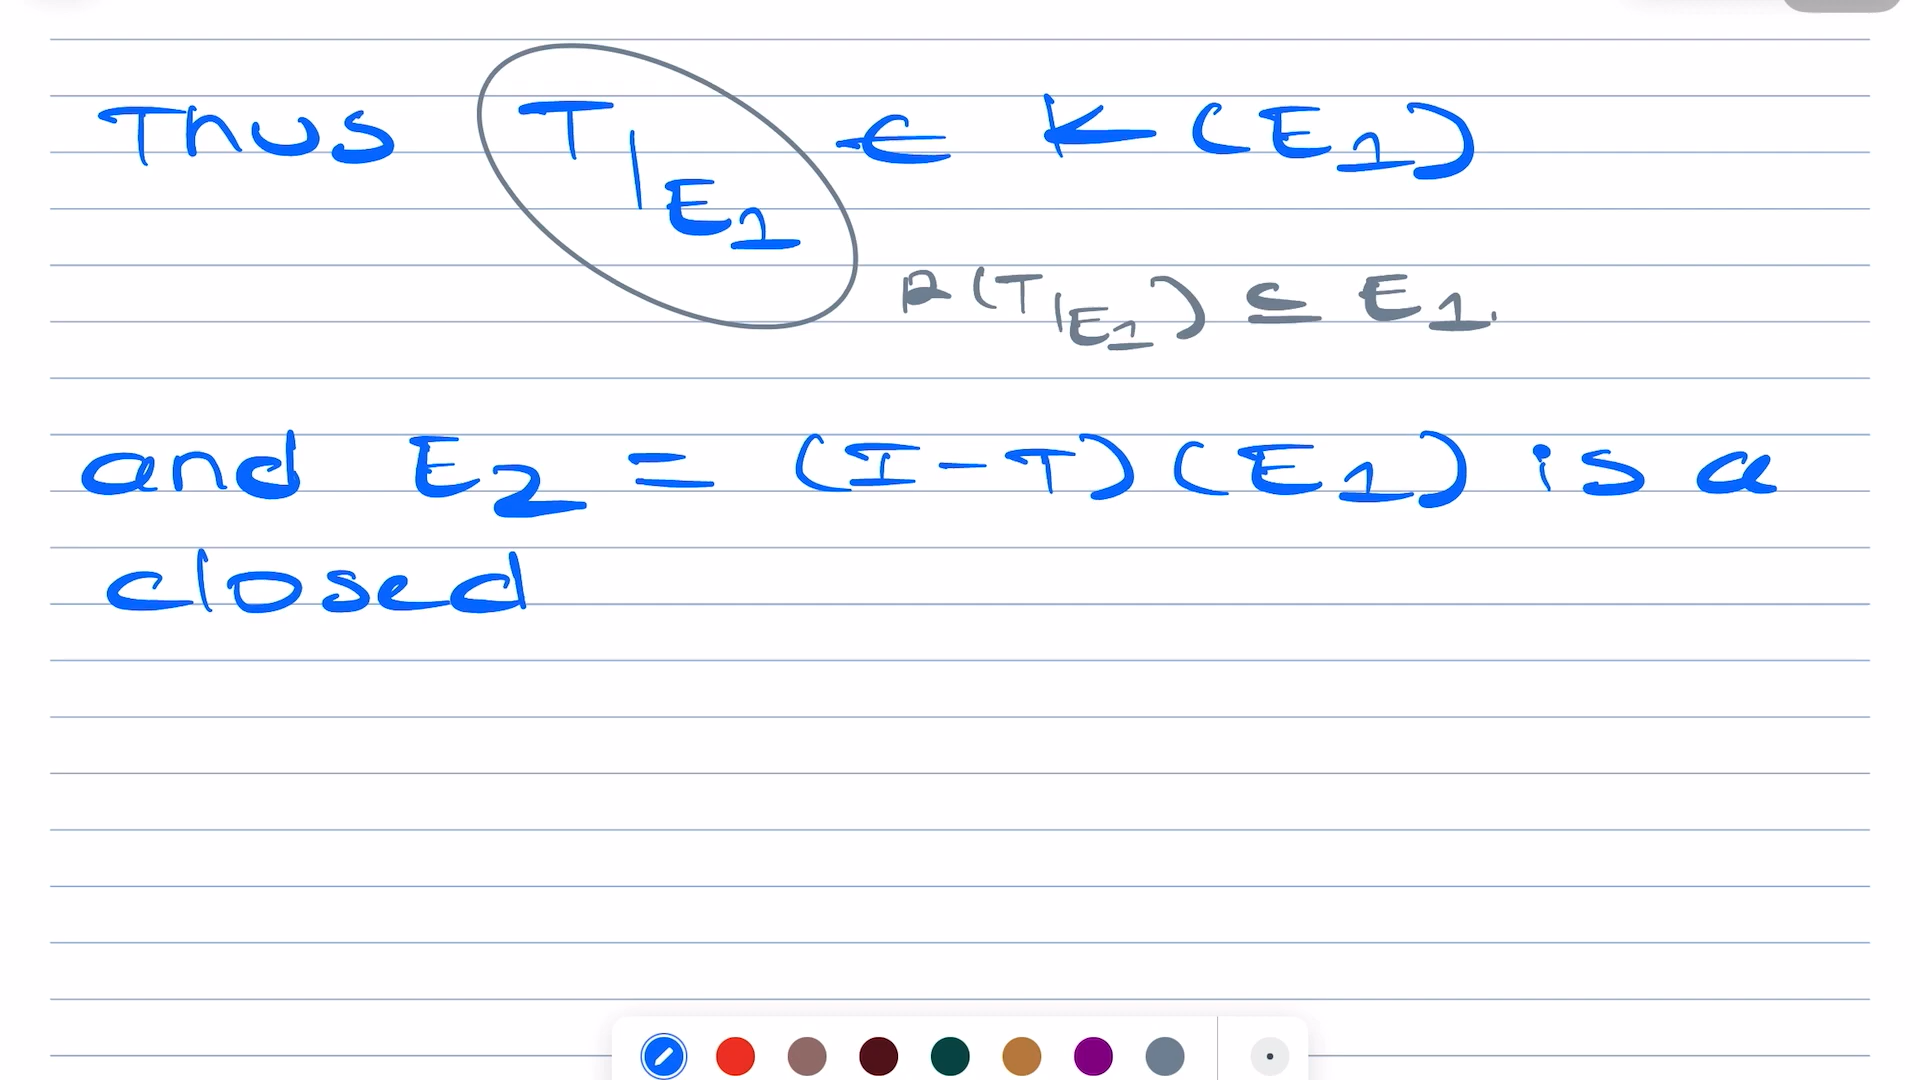 Thus T|E1 ∈ K(E1)
R(T|E1) ⊆ E1.
and E2 = (I-T)(E1) is a
closed